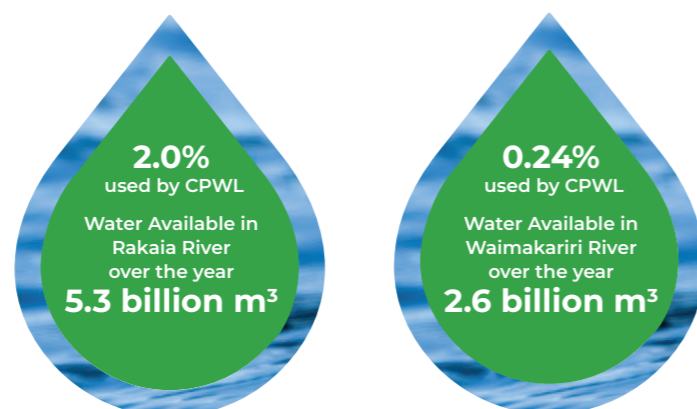 2.0%
used by CPWL
Water Available in
Rakaia River
over the year
5.3 billion m³
0.24%
used by CPWL
Water Available in
Waimakariri River
over the year
2.6 billion m³